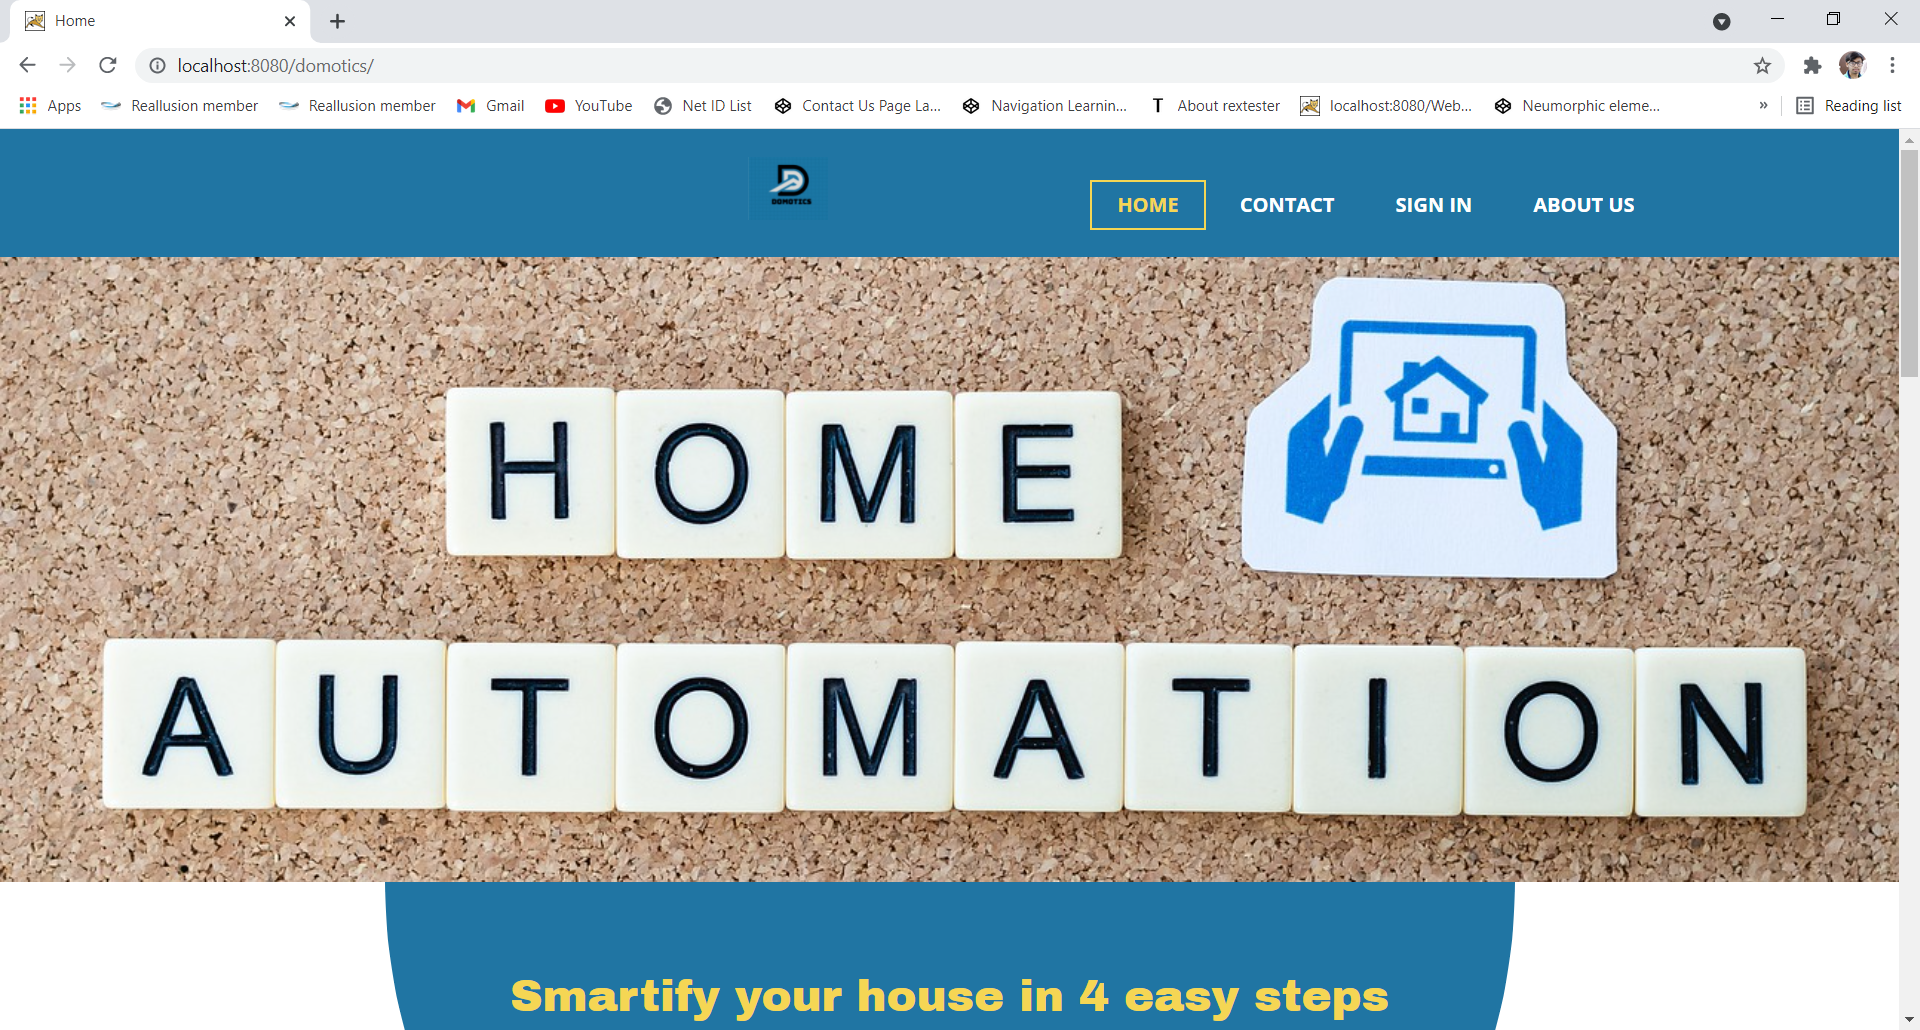 Home
localhost:8080/domotics/
Apps Reallusion member Reallusion member Gmail YouTube Net ID List Contact Us Page La... Navigation Learnin... T About rextester localhost:8080/Web... Neumorphic eleme... » Reading list
DOMOTICS
HOME CONTACT SIGN IN ABOUT US
HOME
AUTOMATION
Smartify your house in 4 easy steps